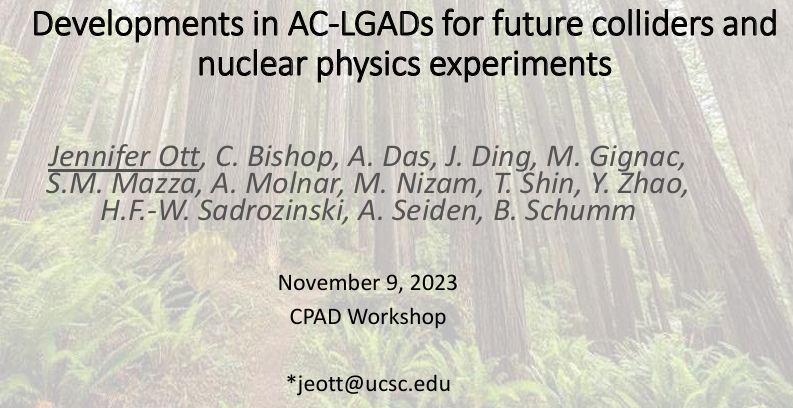 Developments in AC-LGADs for future colliders and
nuclear physics experiments
Jennifer Ott, C. Bishop, A. Das, J. Ding, M. Gignac,
S.M. Mazza, A. Molnar, M. Nizam, T. Shin, Y. Zhao,
H.F.-W. Sadrozinski, A. Seiden, B. Schumm
November 9, 2023
CPAD Workshop
*jeott@ucsc.edu